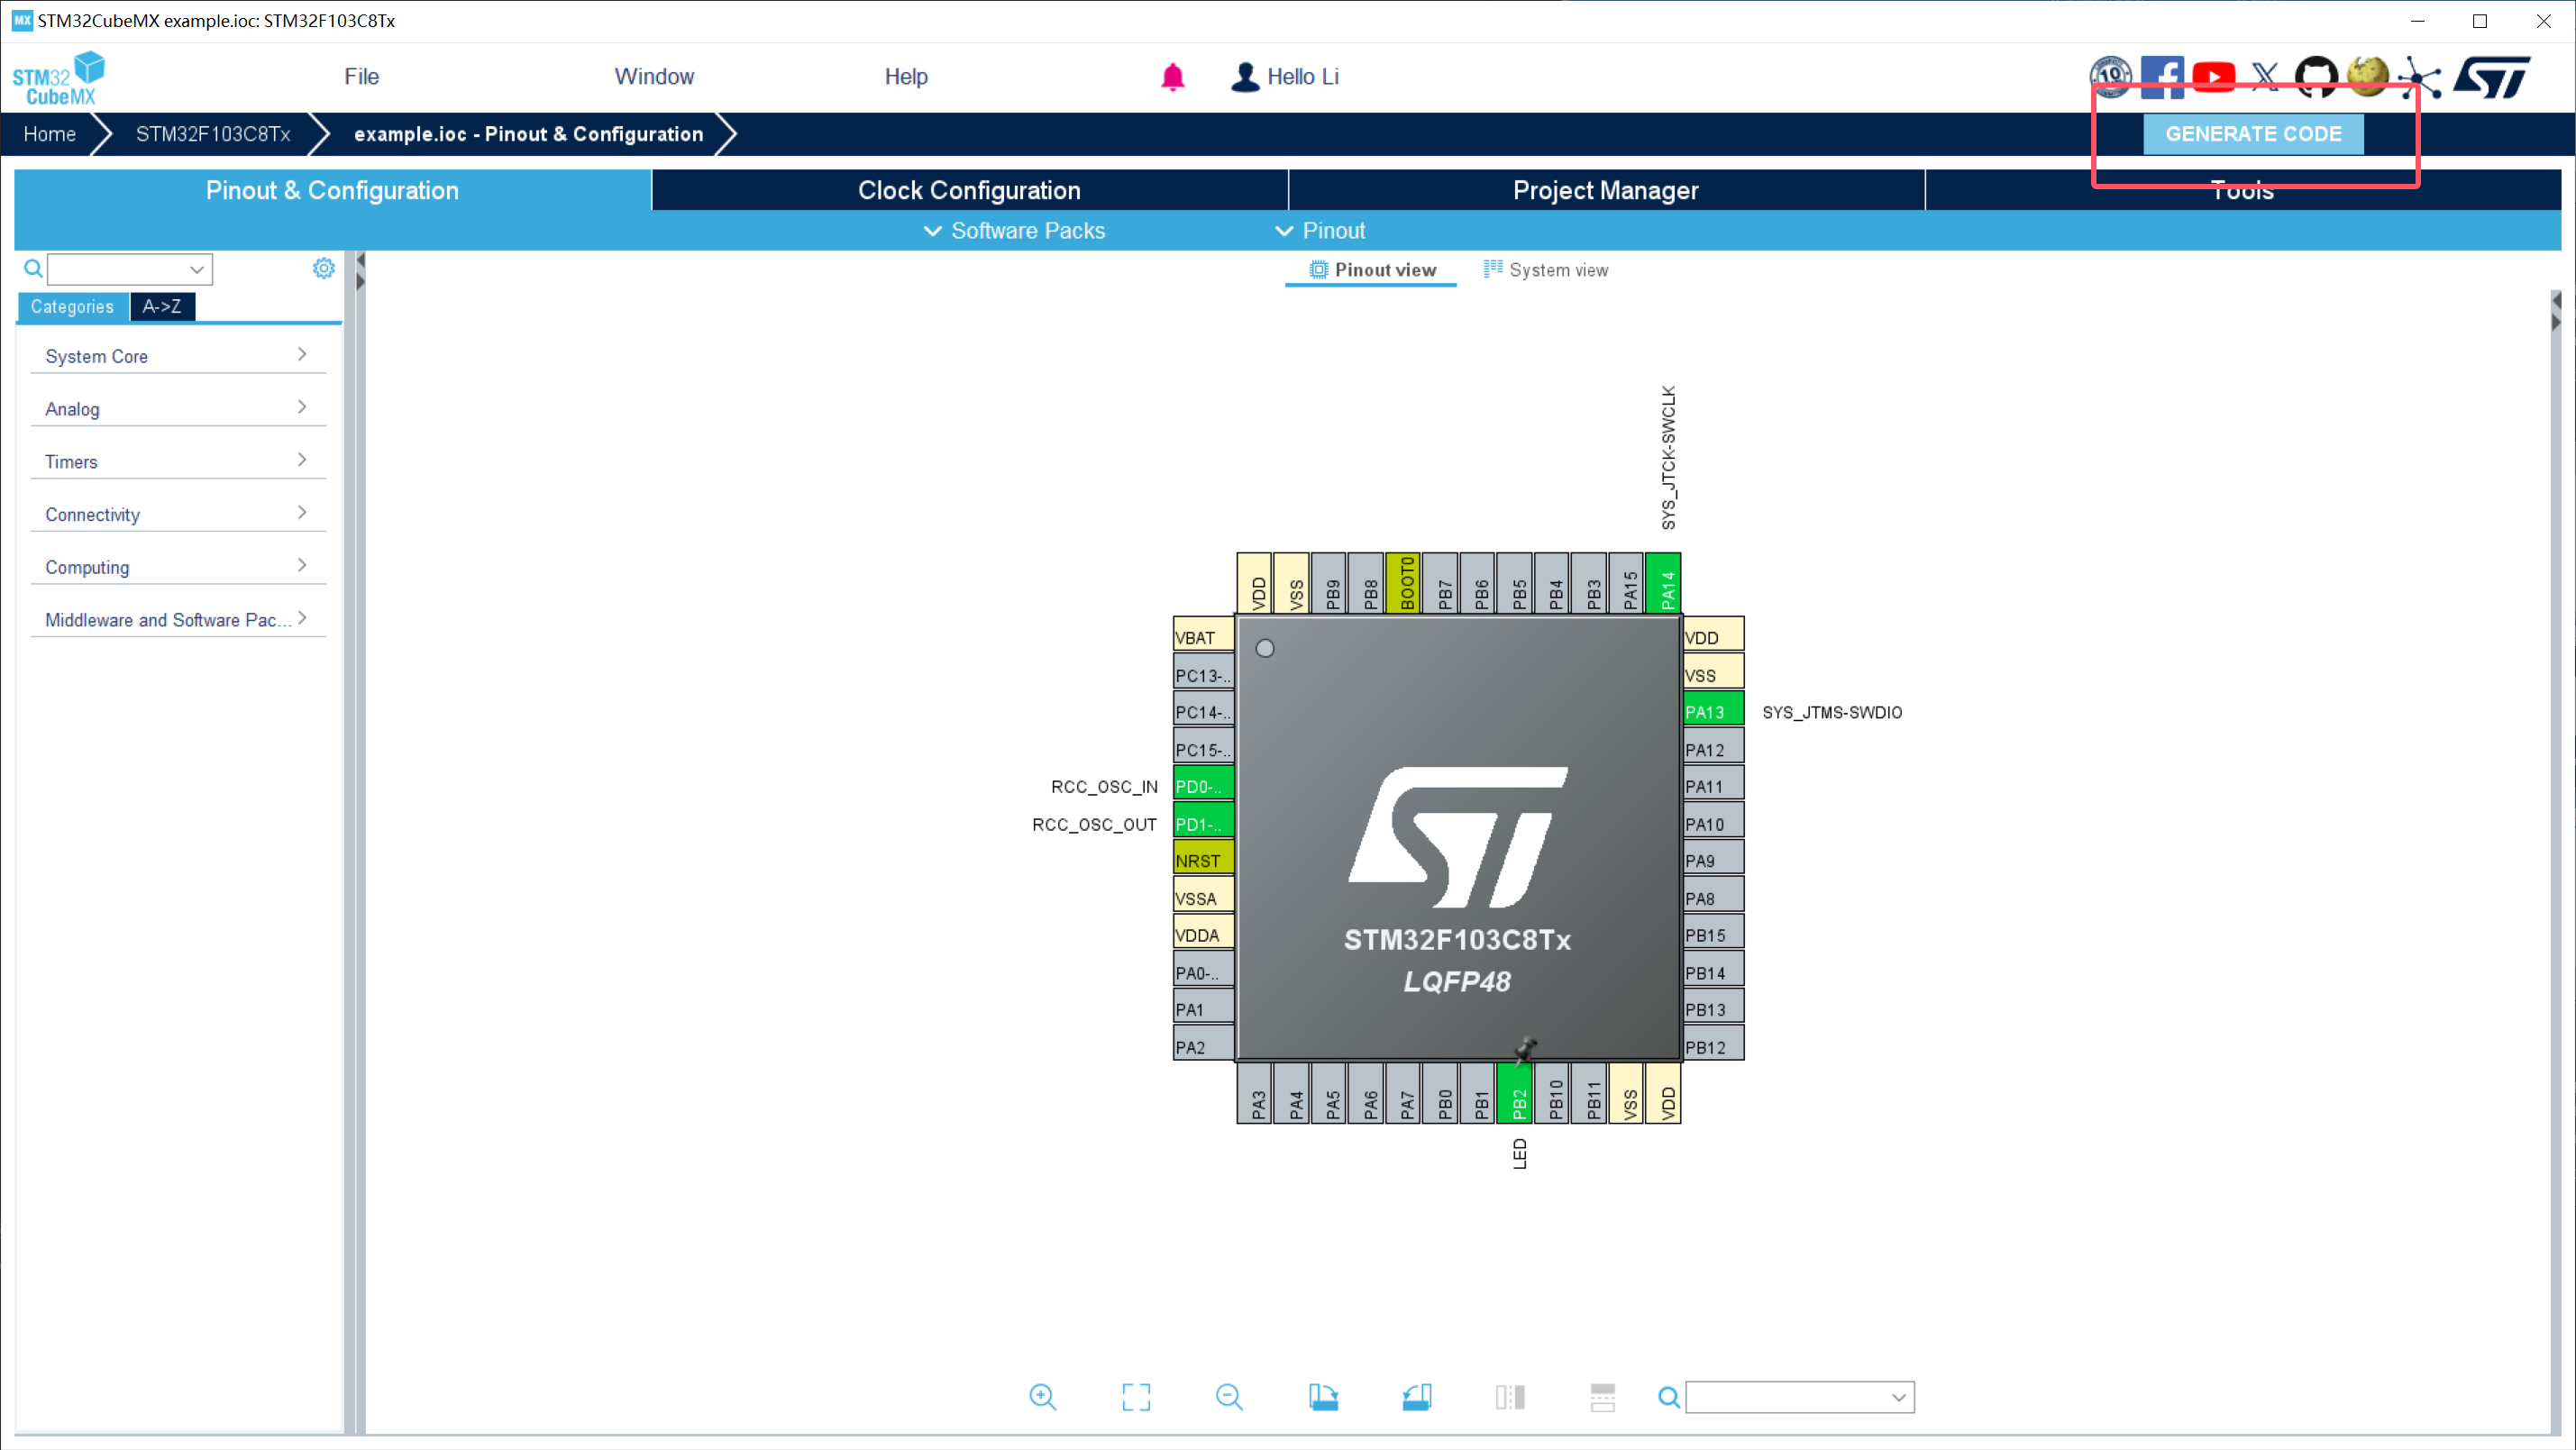 MX STM32CubeMX example.ioc: STM32F103C8Tx
STM32 CubeMX
File
Window
Help
Hello Li
10
ST
Home
STM32F103C8Tx
example.ioc - Pinout & Configuration
GENERATE CODE
Pinout & Configuration
Clock Configuration
Project Manager
Tools
Software Packs
Pinout
Pinout view
System view
Categories
A->Z
System Core
Analog
Timers
Connectivity
Computing
Middleware and Software Pac...
SYS_JTCK-SWCLK
VDD
VSS
PB9
PB8
BOOT0
PB7
PB6
PB5
PB4
PB3
PA15
PA14
VBAT
PC13-..
PC14-..
PC15-..
RCC_OSC_IN
PD0-..
RCC_OSC_OUT
PD1-..
NRST
VSSA
VDDA
PA0-..
PA1
PA2
VDD
VSS
PA13
SYS_JTMS-SWDIO
PA12
PA11
PA10
PA9
PA8
PB15
PB14
PB13
PB12
ST
STM32F103C8Tx
LQFP48
PA3
PA4
PA5
PA6
PA7
PB0
PB1
PB2
PB10
PB11
VSS
VDD
LED